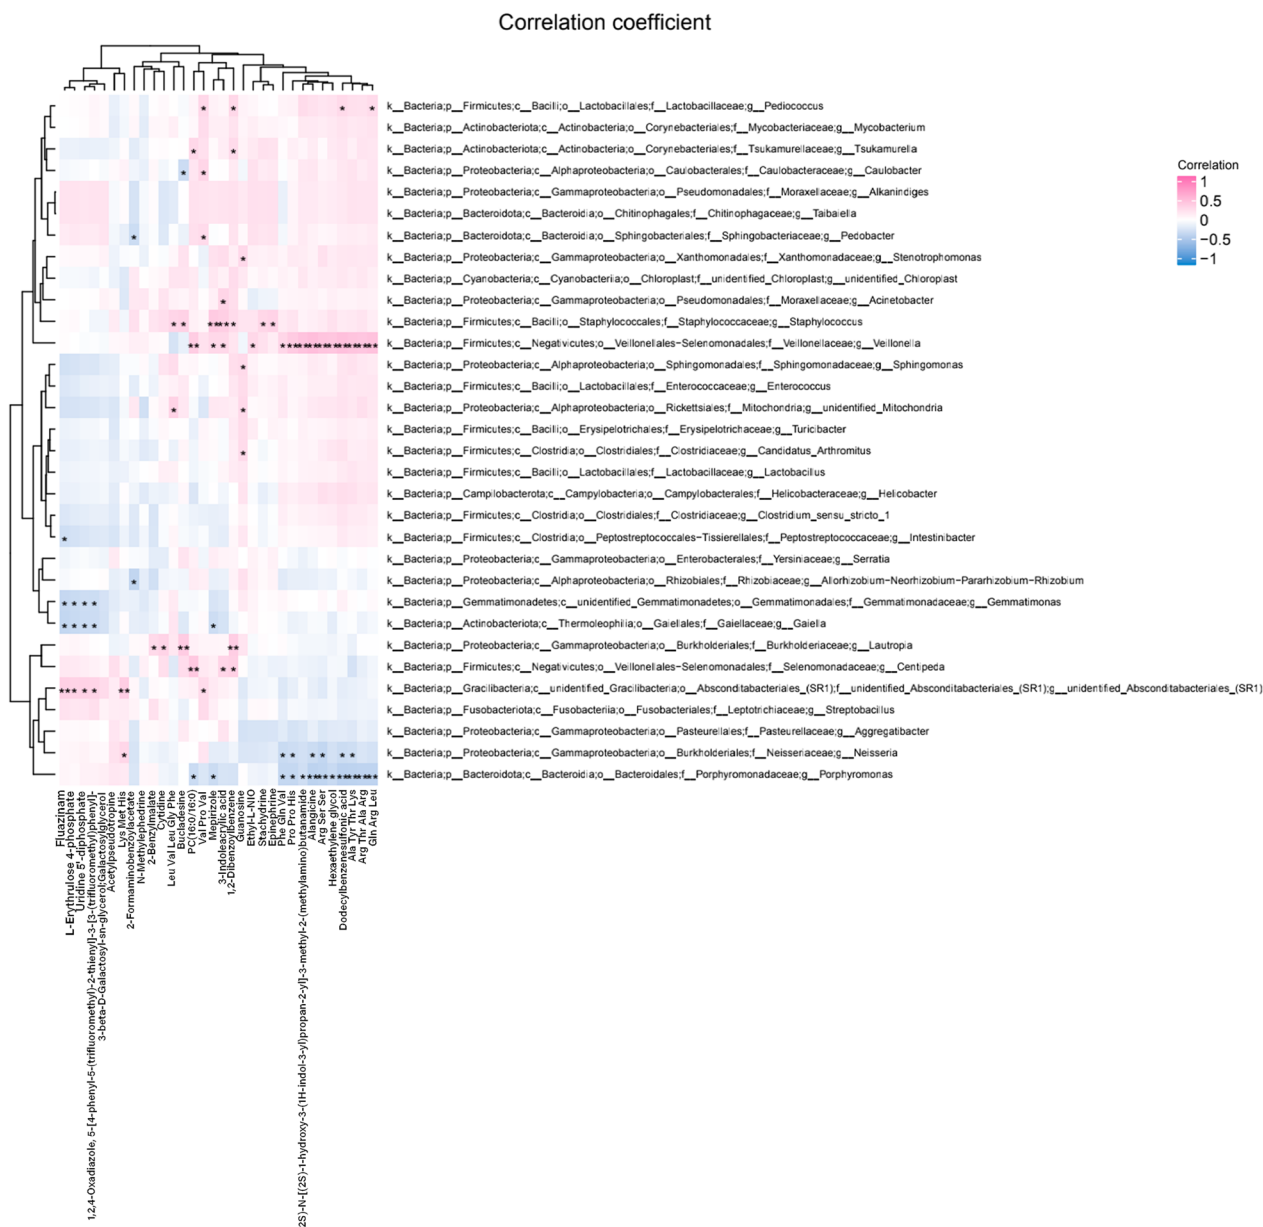 Correlation coefficient
k__Bacteria;p__Firmicutes;c__Bacilli;o__Lactobacillales;f__Lactobacillaceae;g__Pediococcus
k__Bacteria;p__Actinobacteriota;c__Actinobacteria;o__Corynebacteriales;f__Mycobacteriaceae;g__Mycobacterium
k__Bacteria;p__Actinobacteriota;c__Actinobacteria;o__Corynebacteriales;f__Tsukamurellaceae;g__Tsukamurella
k__Bacteria;p__Proteobacteria;c__Alphaproteobacteria;o__Caulobacterales;f__Caulobacteraceae;g__Caulobacter
k__Bacteria;p__Proteobacteria;c__Gammaproteobacteria;o__Pseudomonadales;f__Moraxellaceae;g__Alkanindiges
k__Bacteria;p__Bacteroidota;c__Bacteroidia;o__Chitinophagales;f__Chitinophagaceae;g__Taibaiella
k__Bacteria;p__Bacteroidota;c__Bacteroidia;o__Sphingobacteriales;f__Sphingobacteriaceae;g__Pedobacter
k__Bacteria;p__Proteobacteria;c__Gammaproteobacteria;o__Xanthomonadales;f__Xanthomonadaceae;g__Stenotrophomonas
k__Bacteria;p__Cyanobacteria;c__Cyanobacteria;o__Chloroplast;f__unidentified_Chloroplast;g__unidentified_Chloroplast
k__Bacteria;p__Proteobacteria;c__Gammaproteobacteria;o__Pseudomonadales;f__Moraxellaceae;g__Acinetobacter
k__Bacteria;p__Firmicutes;c__Bacilli;o__Staphylococcales;f__Staphylococcaceae;g__Staphylococcus
k__Bacteria;p__Firmicutes;c__Negativicutes;o__Veillonellales−Selenomonadales;f__Veillonellaceae;g__Veillonella
k__Bacteria;p__Proteobacteria;c__Alphaproteobacteria;o__Sphingomonadales;f__Sphingomonadaceae;g__Sphingomonas
k__Bacteria;p__Firmicutes;c__Bacilli;o__Lactobacillales;f__Enterococcaceae;g__Enterococcus
k__Bacteria;p__Proteobacteria;c__Alphaproteobacteria;o__Rickettsiales;f__Mitochondria;g__unidentified_Mitochondria
k__Bacteria;p__Firmicutes;c__Bacilli;o__Erysipelotrichales;f__Erysipelotrichaceae;g__Turicibacter
k__Bacteria;p__Firmicutes;c__Clostridia;o__Clostridiales;f__Clostridiaceae;g__Candidatus_Arthromitus
k__Bacteria;p__Firmicutes;c__Bacilli;o__Lactobacillales;f__Lactobacillaceae;g__Lactobacillus
k__Bacteria;p__Campilobacterota;c__Campylobacteria;o__Campylobacterales;f__Helicobacteraceae;g__Helicobacter
k__Bacteria;p__Firmicutes;c__Clostridia;o__Clostridiales;f__Clostridiaceae;g__Clostridium_sensu_stricto_1
k__Bacteria;p__Firmicutes;c__Clostridia;o__Peptostreptococcales−Tissierellales;f__Peptostreptococcaceae;g__Intestinibacter
k__Bacteria;p__Proteobacteria;c__Gammaproteobacteria;o__Enterobacterales;f__Yersiniaceae;g__Serratia
k__Bacteria;p__Proteobacteria;c__Alphaproteobacteria;o__Rhizobiales;f__Rhizobiaceae;g__Allorhizobium−Neorhizobium−Pararhizobium−Rhizobium
k__Bacteria;p__Gemmatimonadetes;c__unidentified_Gemmatimonadetes;o__Gemmatimonadales;f__Gemmatimonadaceae;g__Gemmatimonas
k__Bacteria;p__Actinobacteriota;c__Thermoleophilia;o__Gaiellales;f__Gaiellaceae;g__Gaiella
k__Bacteria;p__Proteobacteria;c__Gammaproteobacteria;o__Burkholderiales;f__Burkholderiaceae;g__Lautropia
k__Bacteria;p__Firmicutes;c__Negativicutes;o__Veillonellales−Selenomonadales;f__Selenomonadaceae;g__Centipeda
k__Bacteria;p__Gracilibacteria;c__unidentified_Gracilibacteria;o__Absconditabacteriales_(SR1);f__unidentified_Absconditabacteriales_(SR1);g__unidentified_Absconditabacteriales_(SR1)
k__Bacteria;p__Fusobacteriota;c__Fusobacteriia;o__Fusobacteriales;f__Leptotrichiaceae;g__Streptobacillus
k__Bacteria;p__Proteobacteria;c__Gammaproteobacteria;o__Pasteurellales;f__Pasteurellaceae;g__Aggregatibacter
k__Bacteria;p__Proteobacteria;c__Gammaproteobacteria;o__Burkholderiales;f__Neisseriaceae;g__Neisseria
k__Bacteria;p__Bacteroidota;c__Bacteroidia;o__Bacteroidales;f__Porphyromonadaceae;g__Porphyromonas
Correlation
1
0.5
0
−0.5
−1
Fluazinam
L-Erythrulose 4-phosphate
Uridine 5'-diphosphate
1,2,4-Oxadiazole, 5-[4-phenyl-5-(trifluoromethyl)-2-thienyl]-3-[3-(trifluoromethyl)phenyl]-
3-beta-D-Galactosyl-sn-glycerol;Galactosylglycerol
Acetylpseudotropine
Lys Met His
2-Formaminobenzoylacetate
N-Methylephedrine
2-Benzylmalate
Cytidine
Leu Val Leu Gly Phe
Bucladesine
PC(16:0/16:0)
Val Pro Val
Mepirizole
3-Indoleacrylic acid
1,2-Dibenzoylbenzene
Guanosine
Ethyl-L-NIO
Stachydrine
Epinephrine
Phe Gln Val
Pro Pro His
2S)-N-[(2S)-1-hydroxy-3-(1H-indol-3-yl)propan-2-yl]-3-methyl-2-(methylamino)butanamide
Alangicine
Arg Ser Ser
Hexaethylene glycol
Dodecylbenzenesulfonic acid
Ala Tyr Thr Lys
Arg Thr Ala Arg
Gln Arg Leu